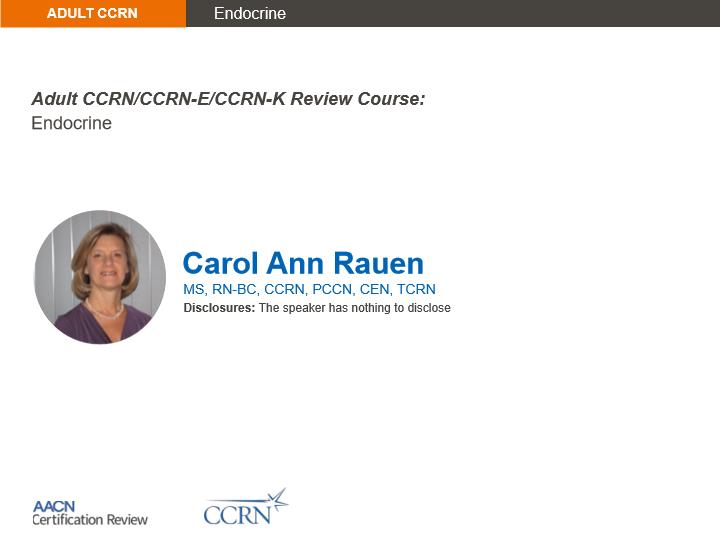 ADULT CCRN
Endocrine
Adult CCRN/CCRN-E/CCRN-K Review Course:
Endocrine
Carol Ann Rauen
MS, RN-BC, CCRN, PCCN, CEN, TCRN
Disclosures: The speaker has nothing to disclose
AACN
Certification Review
CCRN